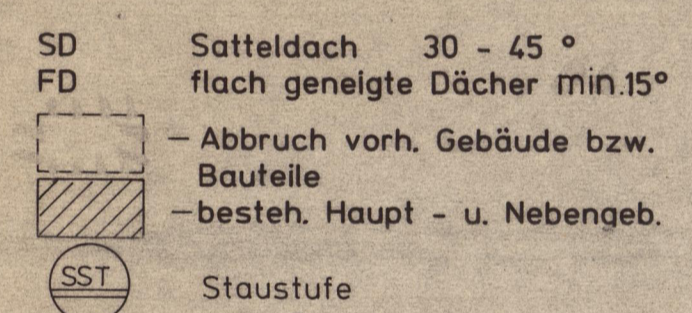 SD Satteldach 30 - 45 °
FD flach geneigte Dächer min.15°
- Abbruch vorh. Gebäude bzw.
Bauteile
- besteh. Haupt - u. Nebengeb.
SST Staustufe